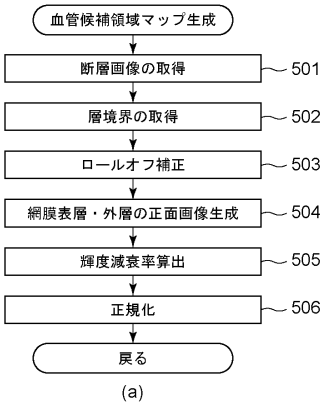 血管候補領域マップ生成
断層画像の取得 501
層境界の取得 502
ロールオフ補正 503
網膜表層・外層の正面画像生成 504
輝度減衰率算出 505
正規化 506
戻る
(a)